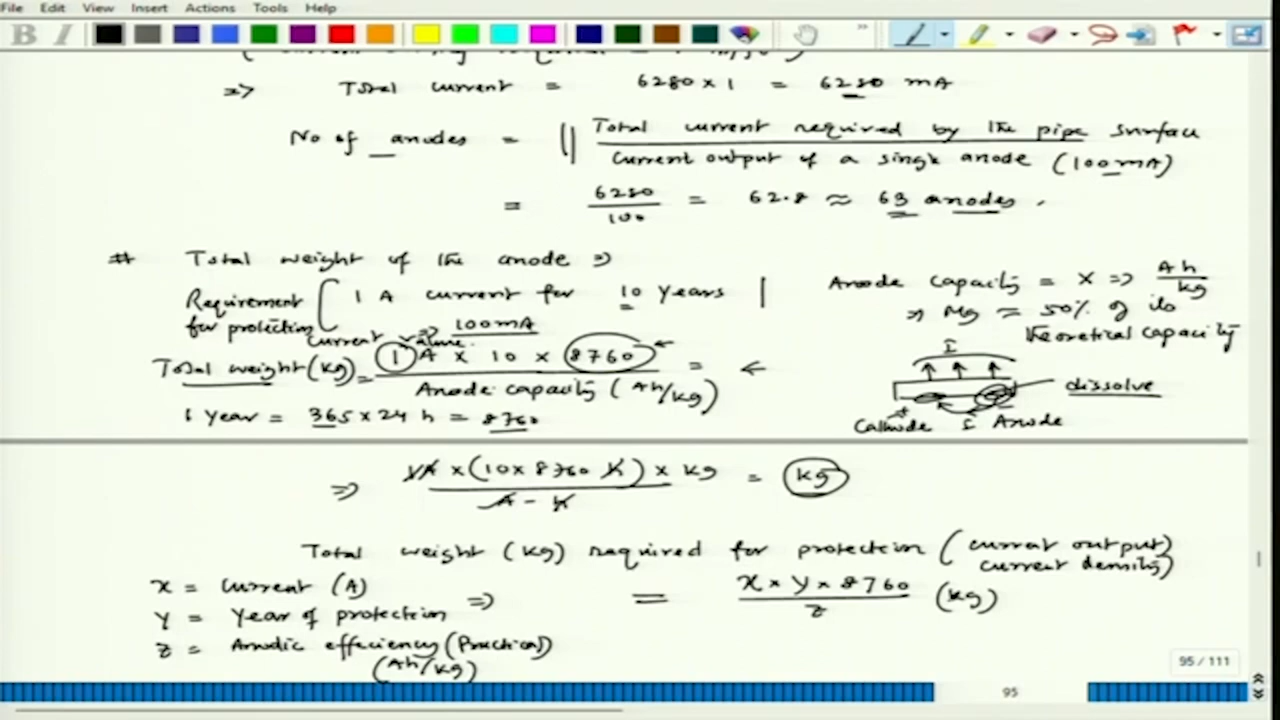 File Edit View Insert Actions Tools Help
B I
=> Total current = 6280 x 1 = 6280 mA
No of anodes = Total current required by the pipe surface
current output of a single anode (100mA)
= 6280 / 100 = 62.8 ≈ 63 anodes .
# Total weight of the anode =>
Anode capacity = X => Ah/kg
Requirement for protection
1 A current for 10 Years
=> Mg ≈ 50% of its theoretical capacity
=> 100mA
current value.
Total weight (kg) = 1 A x 10 x 8760 / Anode capacity (Ah/kg) = ←
I
dissolve
1 Year = 365 x 24 h = 8760
Cathode I Anode
=> 1A x (10 x 8760 h) x kg / A - h = kg
Total weight (kg) required for protection (current output) current density)
x = current (A)
=> = x x y x 8760 / z (kg)
y = Year of protection
z = Anodic effeciency (Practical)
(Ah/kg)
95 / 111
95